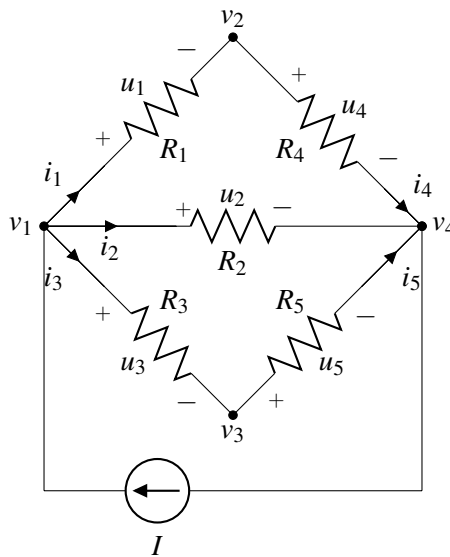 v2
− +
u1 u4
+ R1 R4 −
i1 i4
u2
v1 + − v4
i2 R2
i3 i5
+ R3 R5 −
u3 u5
− +
v3
I